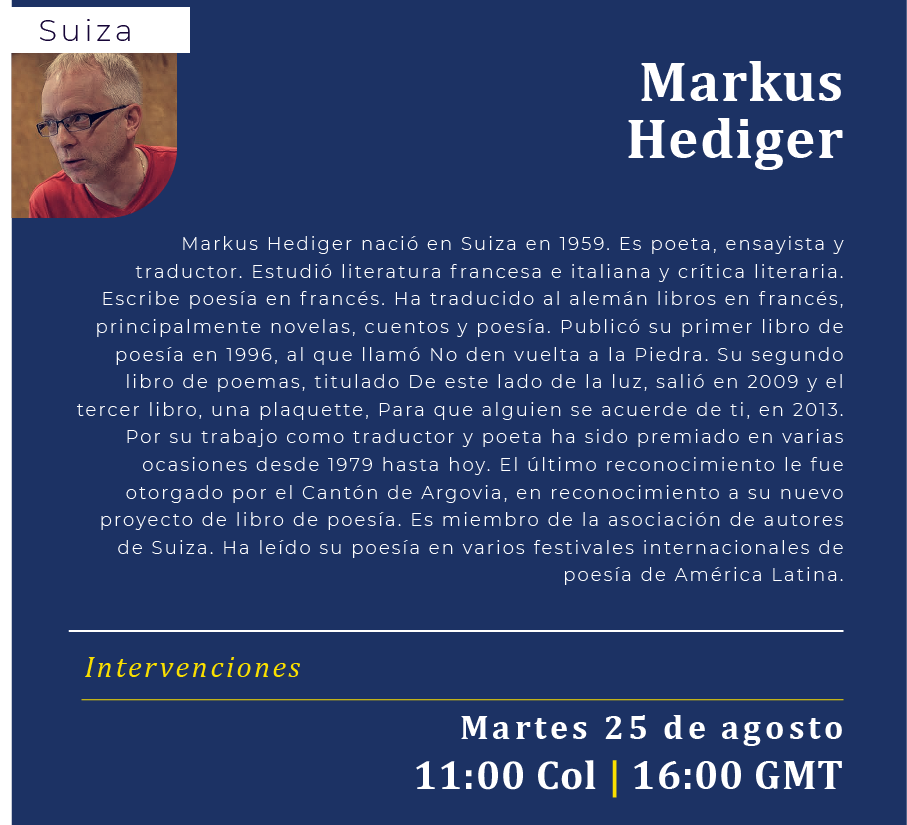 Suiza
Markus
Hediger
Markus Hediger nació en Suiza en 1959. Es poeta, ensayista y
traductor. Estudió literatura francesa e italiana y crítica literaria.
Escribe poesía en francés. Ha traducido al alemán libros en francés,
principalmente novelas, cuentos y poesía. Publicó su primer libro de
poesía en 1996, al que llamó No den vuelta a la Piedra. Su segundo
libro de poemas, titulado De este lado de la luz, salió en 2009 y el
tercer libro, una plaquette, Para que alguien se acuerde de ti, en 2013.
Por su trabajo como traductor y poeta ha sido premiado en varias
ocasiones desde 1979 hasta hoy. El último reconocimiento le fue
otorgado por el Cantón de Argovia, en reconocimiento a su nuevo
proyecto de libro de poesía. Es miembro de la asociación de autores
de Suiza. Ha leído su poesía en varios festivales internacionales de
poesía de América Latina.
Intervenciones
Martes 25 de agosto
11:00 Col | 16:00 GMT